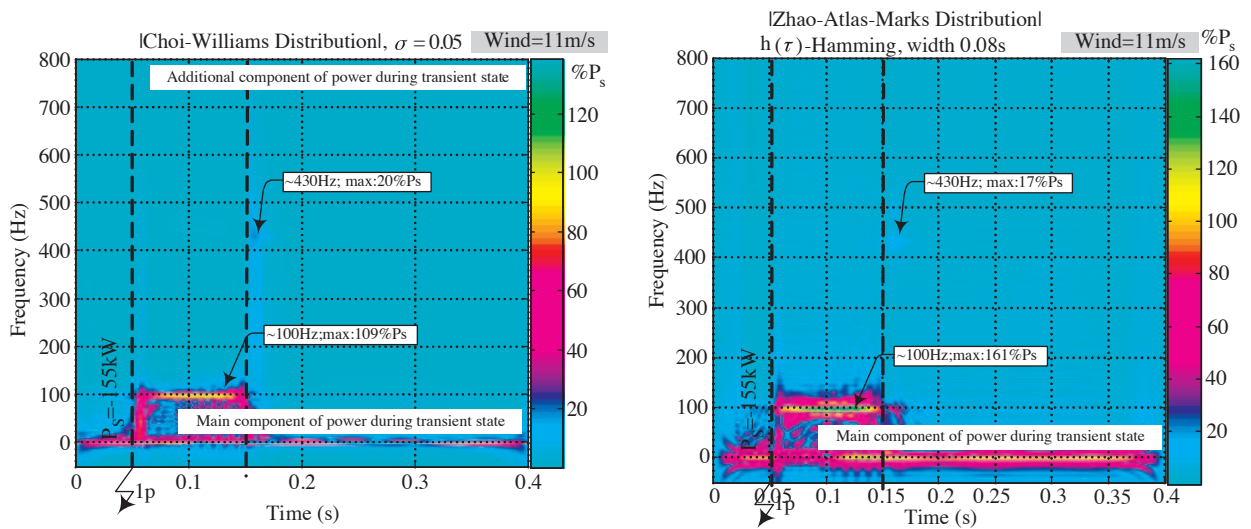 |Choi-Williams Distribution|, σ = 0.05
Wind=11m/s
%Ps
Additional component of power during transient state
800
700
600
500
400
300
200
100
0
Frequency (Hz)
~430Hz; max:20%Ps
~100Hz;max:109%Ps
Ps=-155kW
Main component of power during transient state
120
100
80
60
40
20
0
0.1
0.2
0.3
0.4
1p
Time (s)
|Zhao-Atlas-Marks Distribution|
h(τ)-Hamming, width 0.08s
Wind=11m/s
%Ps
800
700
600
500
400
300
200
100
0
Frequency (Hz)
~430Hz; max:17%Ps
~100Hz;max:161%Ps
Ps=-155kW
Main component of power during transient state
160
140
120
100
80
60
40
20
0
0.05
0.1
0.15
0.2
0.25
0.3
0.35
0.4
1p
Time (s)